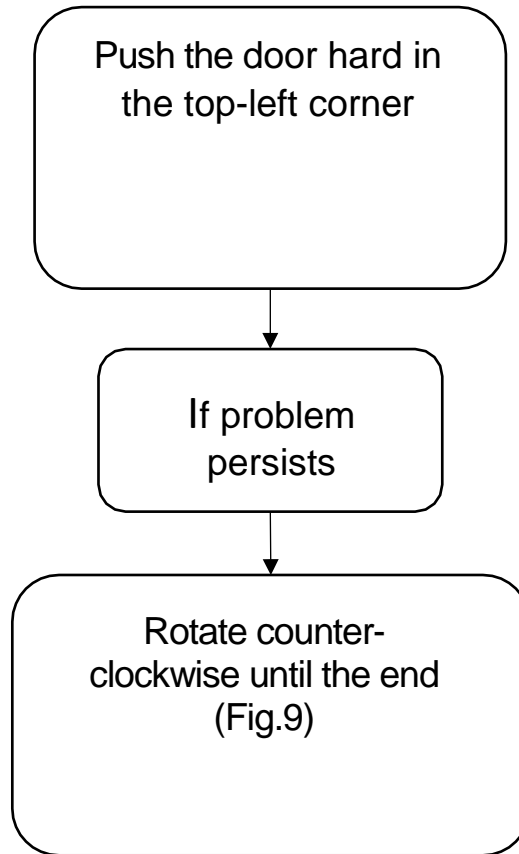 Push the door hard in
the top-left corner
If problem
persists
Rotate counter-
clockwise until the end
(Fig.9)